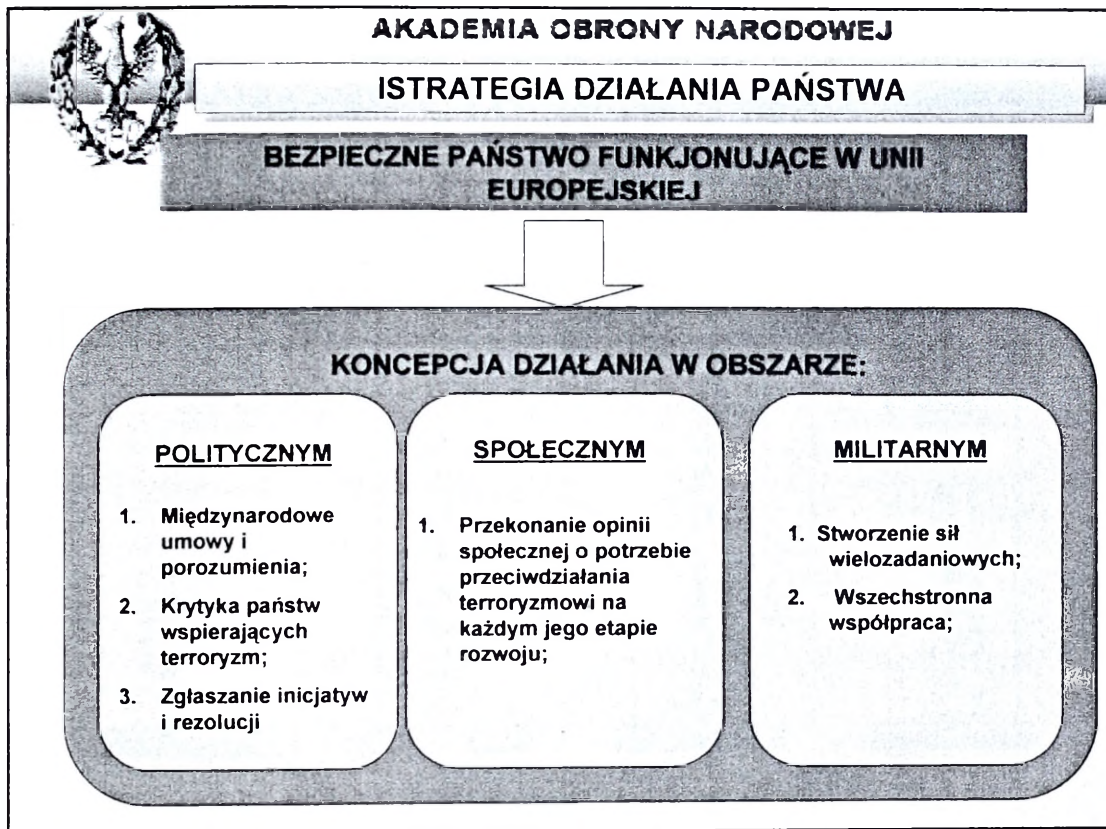 AKADEMIA OBRONY NARODOWEJ
ISTRATEGIA DZIAŁANIA PAŃSTWA
BEZPIECZNE PAŃSTWO FUNKJONUJĄCE W UNII
EUROPEJSKIEJ
KONCEPCJA DZIAŁANIA W OBSZARZE:
POLITYCZNYM
1. Międzynarodowe
umowy i
porozumienia;
2. Krytyka państw
wspierających
terroryzm;
3. Zgłaszanie inicjatyw
i rezolucji
SPOŁECZNYM
1. Przekonanie opinii
społecznej o potrzebie
przeciwdziałania
terroryzmowi na
każdym jego etapie
rozwoju;
MILITARNYM
1. Stworzenie sił
wielozadaniowych;
2. Wszechstronna
współpraca;